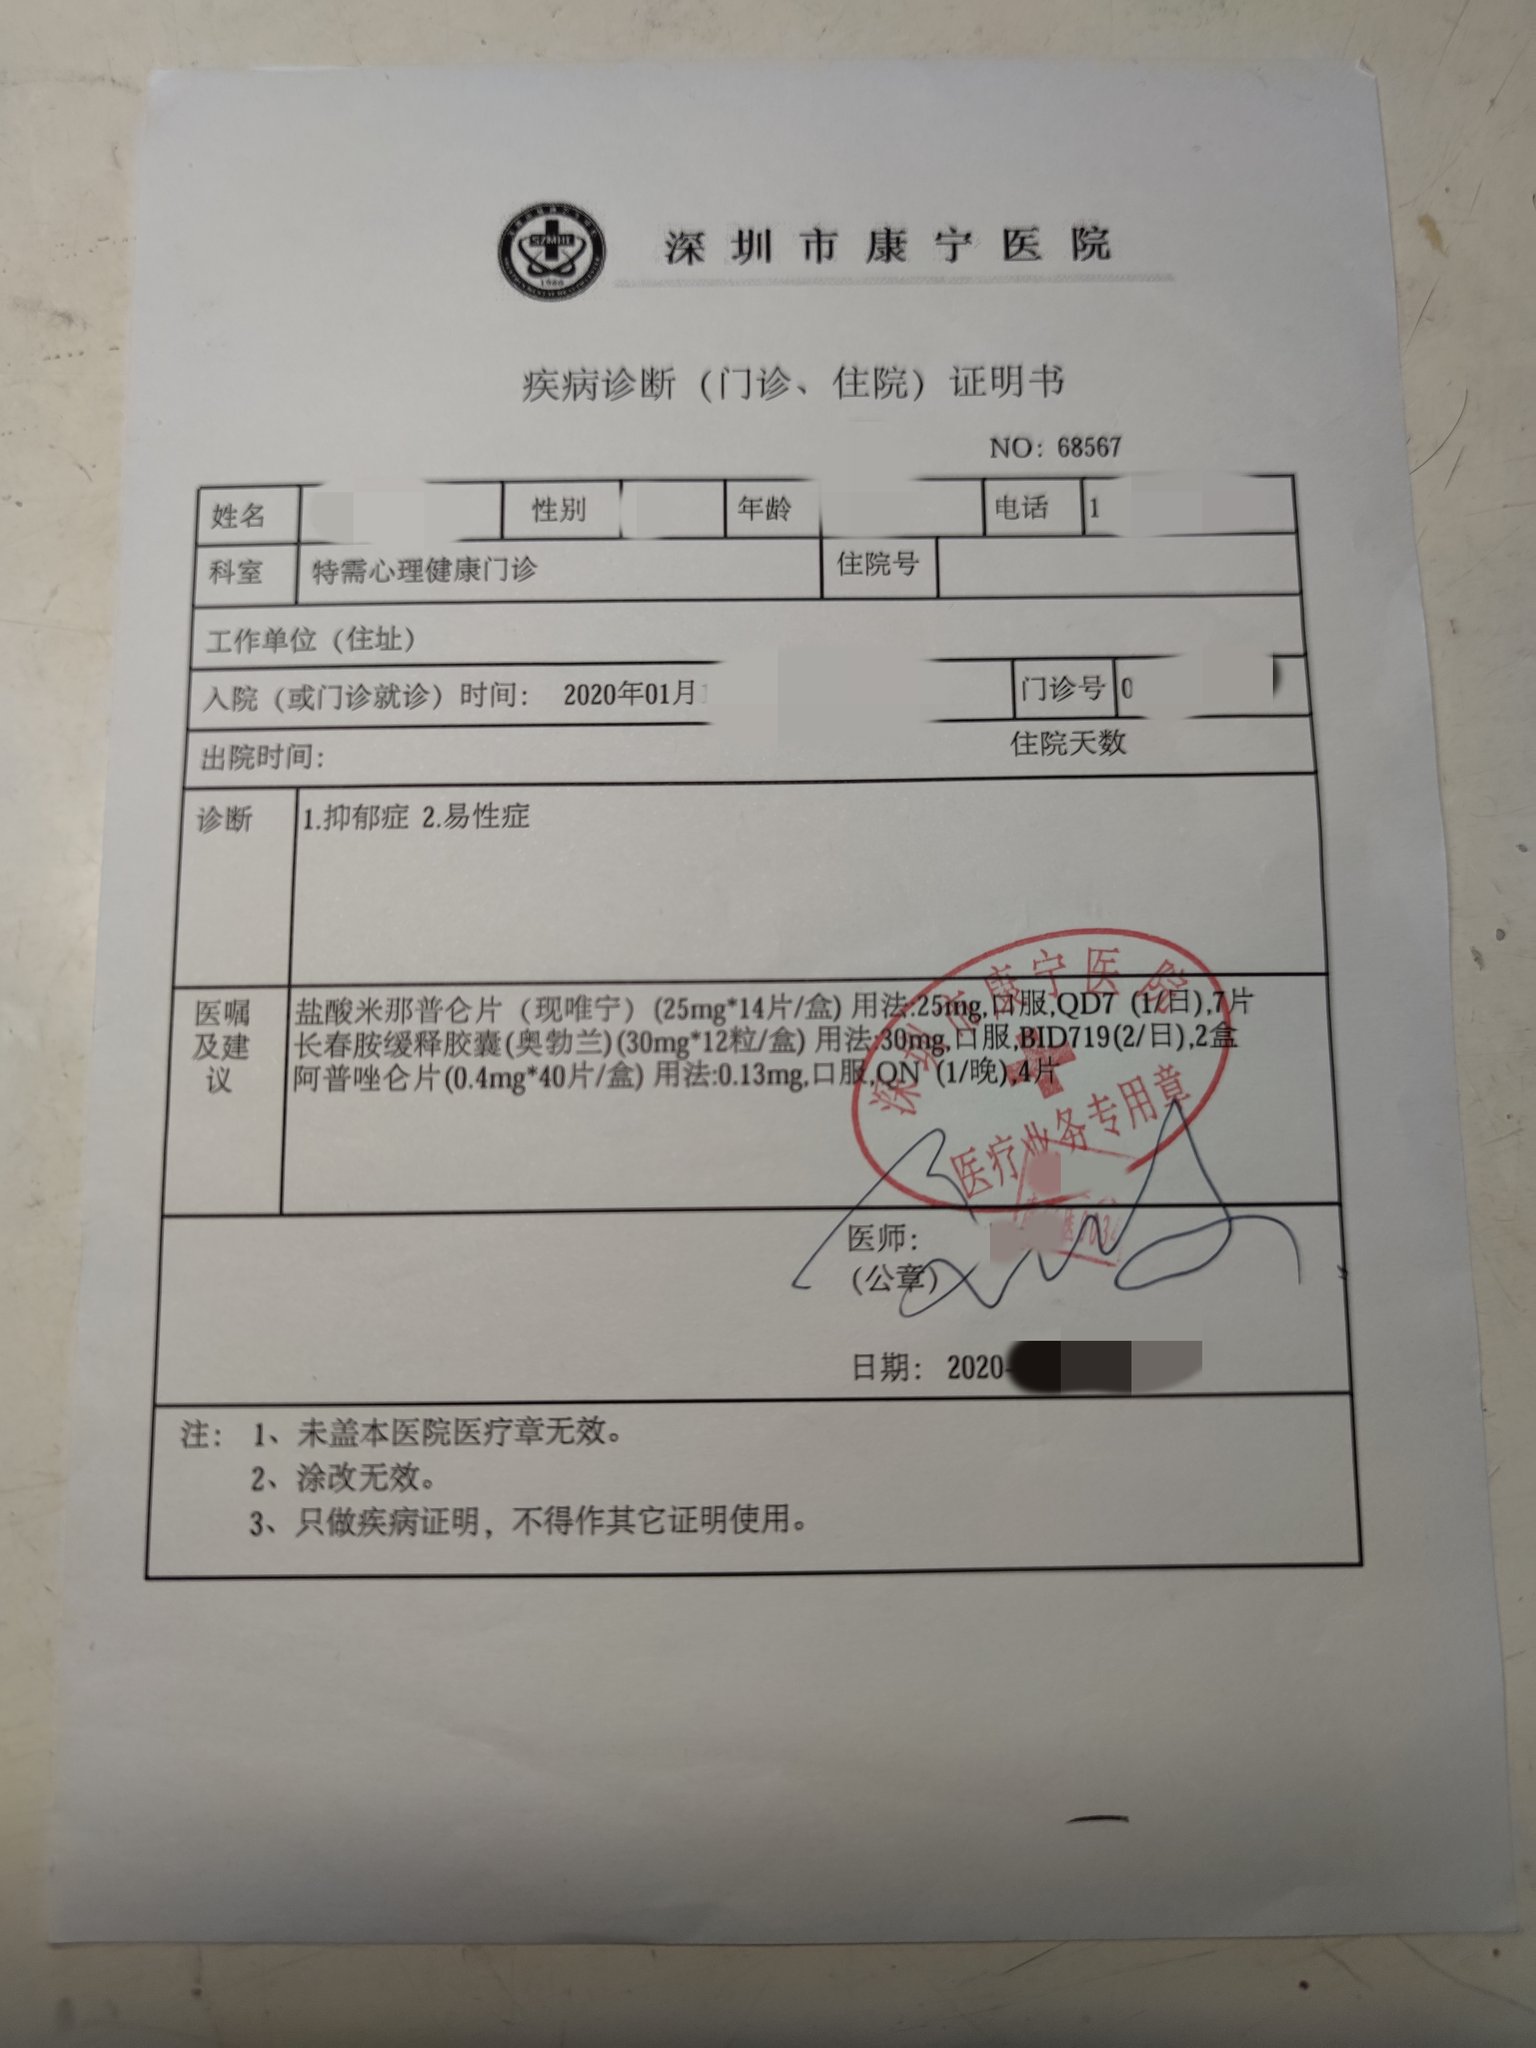 SZMHC
1980
深圳市康宁医院
疾病诊断（门诊、住院）证明书
NO：68567
姓名 性别 年龄 电话 1
科室 特需心理健康门诊 住院号
工作单位（住址）
入院（或门诊就诊）时间： 2020年01月 门诊号 0
出院时间： 住院天数
诊断 1.抑郁症 2.易性症
医嘱及建议
盐酸米那普仑片（现唯宁）(25mg*14片/盒) 用法:25mg,口服,QD7 (1/日),7片
长春胺缓释胶囊(奥勃兰)(30mg*12粒/盒) 用法:30mg,口服,BID719(2/日),2盒
阿普唑仑片(0.4mg*40片/盒) 用法:0.13mg,口服,QN (1/晚),4片
深圳市康宁医院
医疗业务专用章
医师：
（公章）
日期： 2020-
注： 1、未盖本医院医疗章无效。
2、涂改无效。
3、只做疾病证明，不得作其它证明使用。